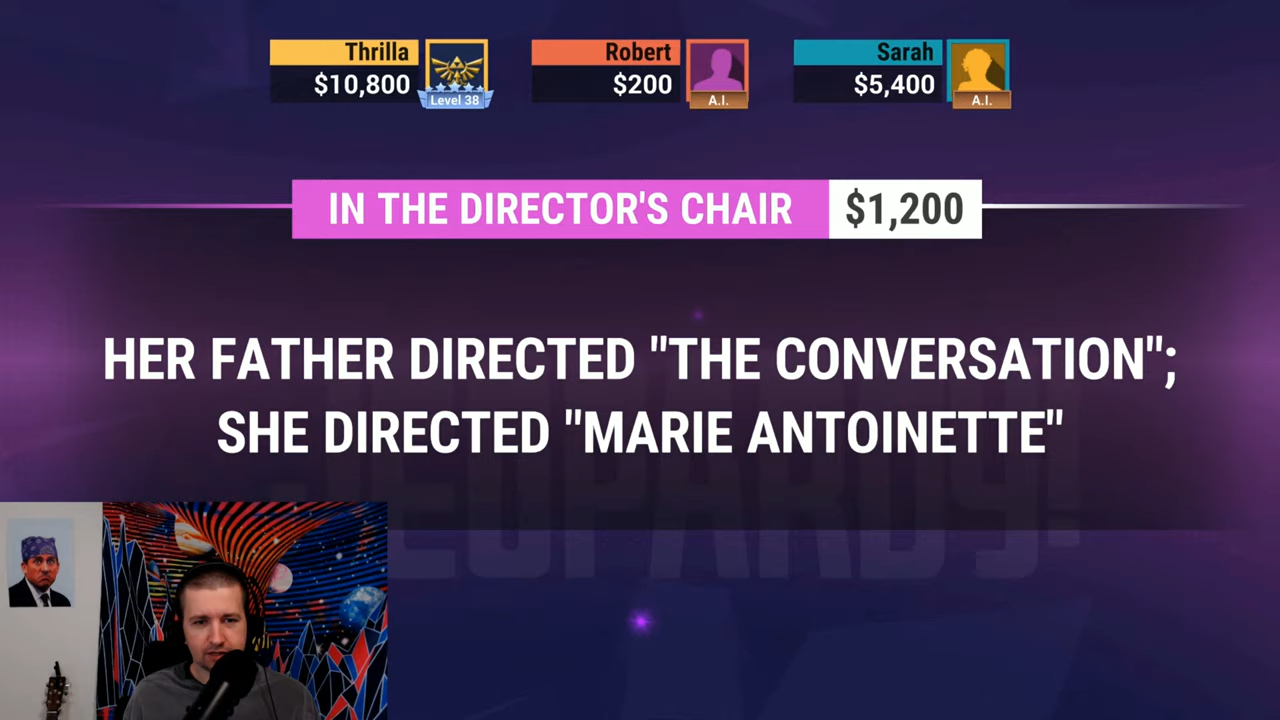 Thrilla
$10,800
Level 38
Robert
$200
A.I.
Sarah
$5,400
A.I.
IN THE DIRECTOR'S CHAIR $1,200
HER FATHER DIRECTED "THE CONVERSATION";
SHE DIRECTED "MARIE ANTOINETTE"
JEOPARDY!